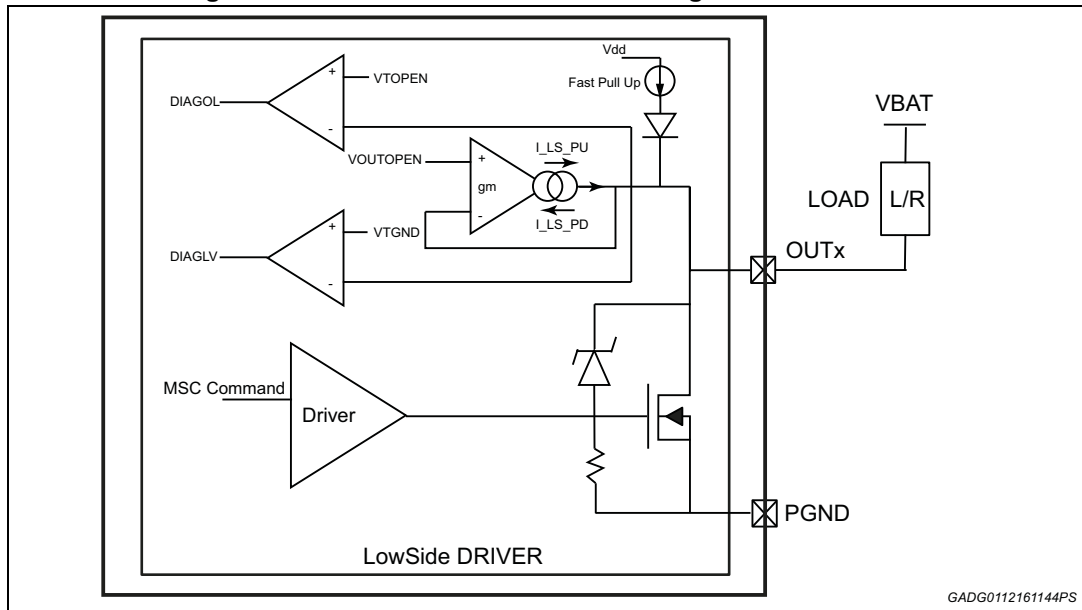 Vdd
Fast Pull Up
+
VTOPEN
DIAGOL
-
VBAT
VOUTOPEN
+
I_LS_PU
gm
LOAD
L/R
-
I_LS_PD
VTGND
+
DIAGLV
OUTx
-
MSC Command
Driver
PGND
LowSide DRIVER
GADG0112161144PS